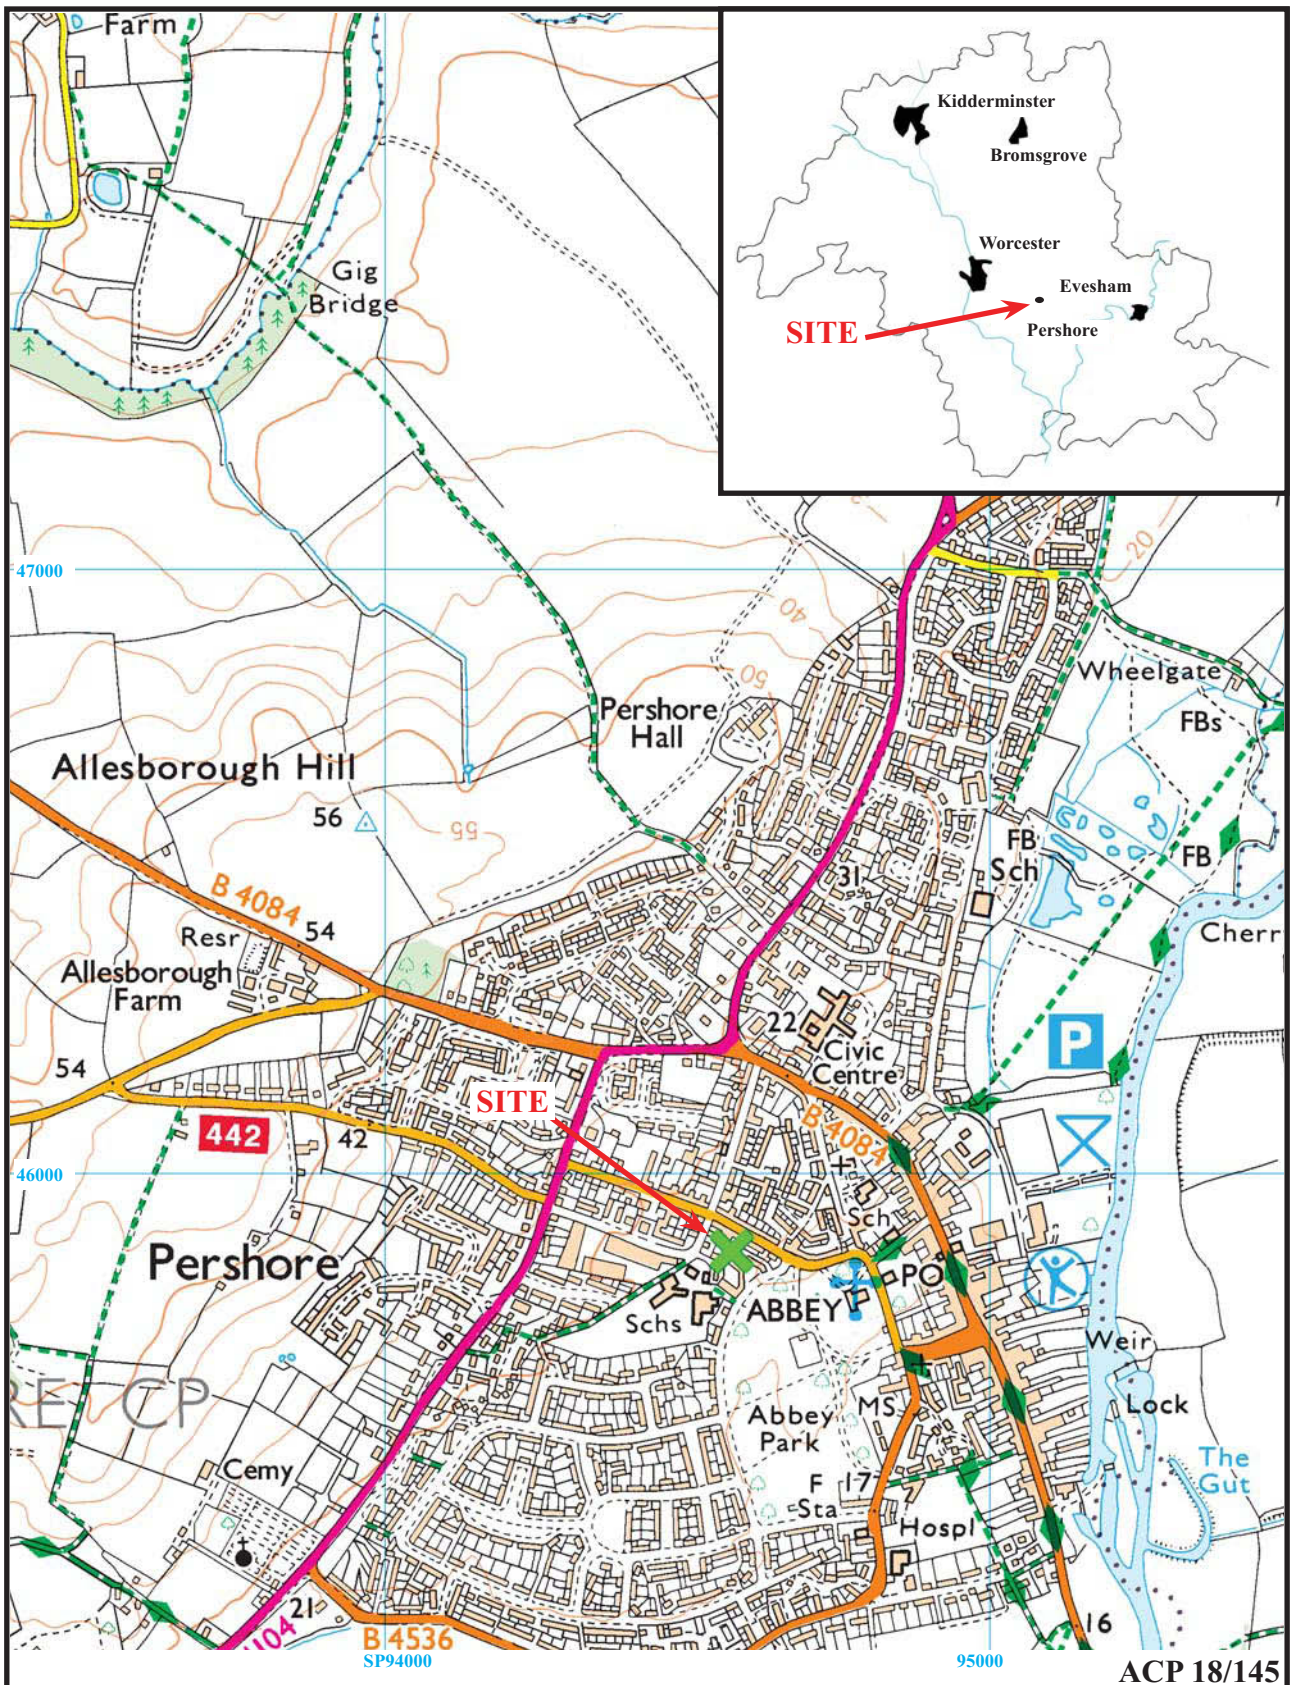 Farm
Kidderminster
Bromsgrove
Worcester
Evesham
SITE
Pershore
Gig
Bridge
47000
20
40
50
Wheelgate
FBs
Pershore
Hall
Allesborough Hill
56
55
FB
Sch
FB
31
B 4084
54
Resr
Allesborough
Farm
Cherr
22
Civic
Centre
P
54
SITE
442
42
B 4084
46000
Sch
Pershore
PO
ABBEY
Schs
Weir
RE CP
Lock
Abbey
Park
MS
The
Gut
Cemy
F
Sta
17
Hospl
21
1104
B 4536
16
SP94000
95000
ACP 18/145